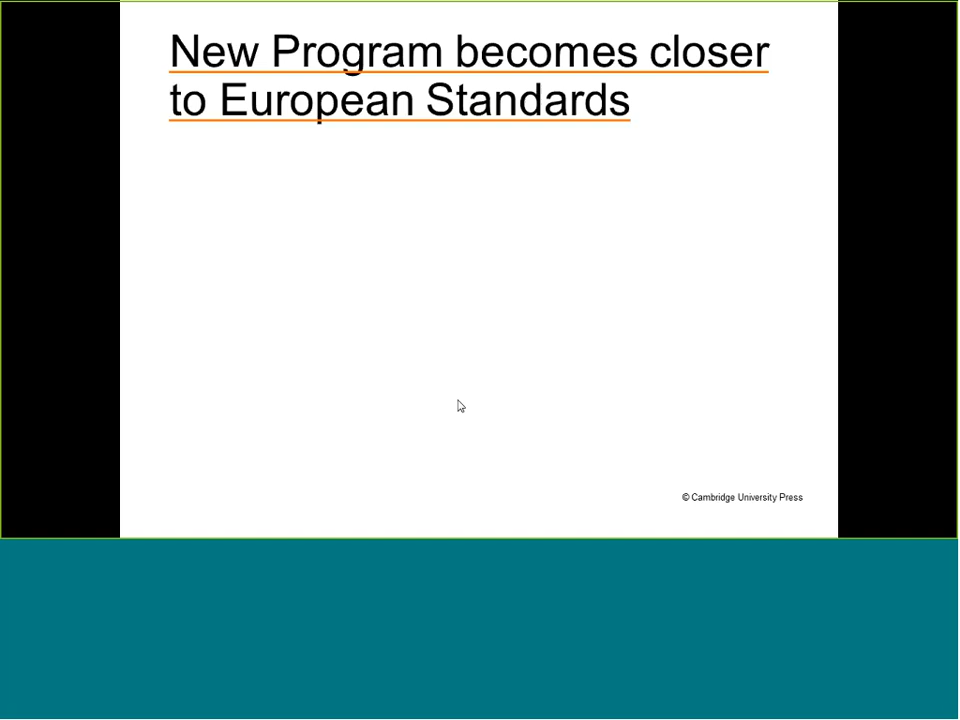 New Program becomes closer
to European Standards
© Cambridge University Press